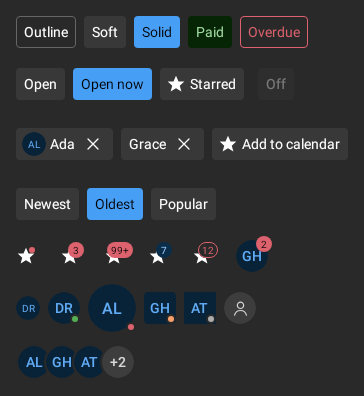 Outline Soft Solid Paid Overdue
Open Open now Starred Off
AL Ada Grace Add to calendar
Newest Oldest Popular
3 99+ 7 12 GH 2
DR DR AL GH AT
AL GH AT +2